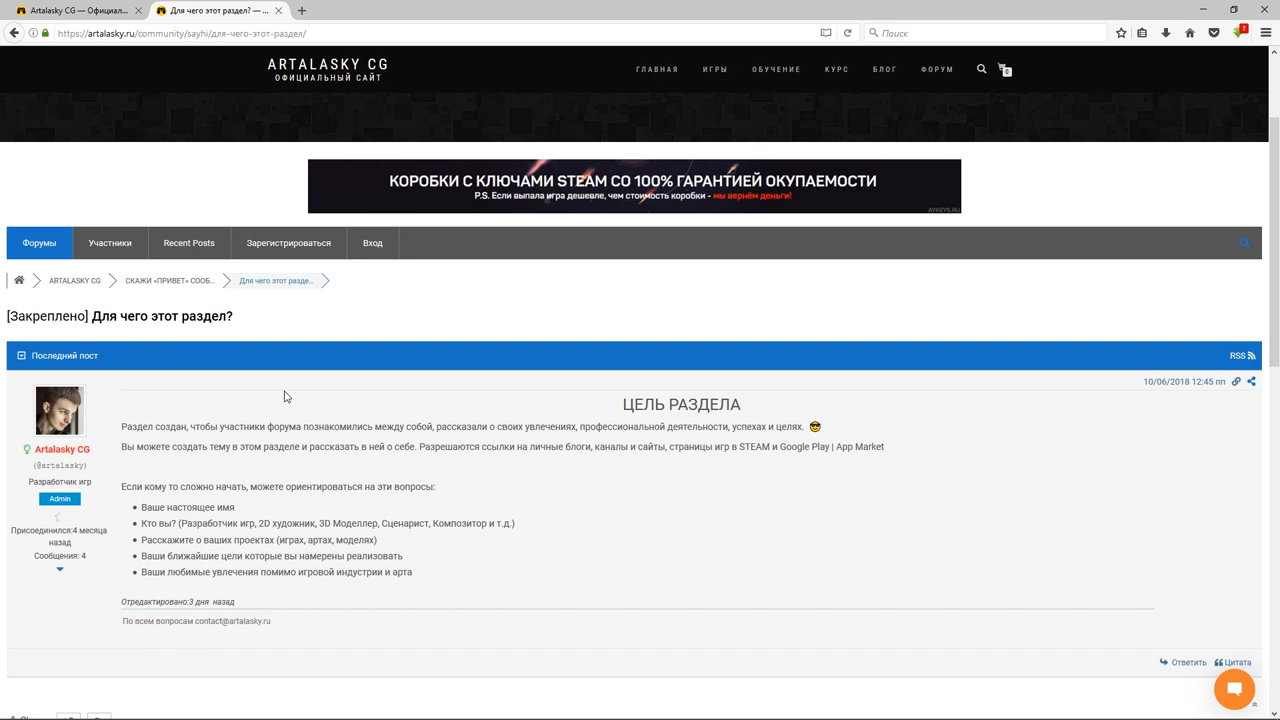 Artalasky CG — Официал...
Для чего этот раздел? — ...
https://artalasky.ru/community/sayhi/для-чего-этот-раздел/
Поиск
ARTALASKY CG
ОФИЦИАЛЬНЫЙ САЙТ
ГЛАВНАЯ ИГРЫ ОБУЧЕНИЕ КУРС БЛОГ ФОРУМ 0
КОРОБКИ С КЛЮЧАМИ STEAM СО 100% ГАРАНТИЕЙ ОКУПАЕМОСТИ
P.S. Если выпала игра дешевле, чем стоимость коробки - мы вернём деньги!
AYKEYS.RU
Форумы Участники Recent Posts Зарегистрироваться Вход
ARTALASKY CG СКАЖИ «ПРИВЕТ» СООБ... Для чего этот разде...
[Закреплено] Для чего этот раздел?
Последний пост RSS
10/06/2018 12:45 пп
ЦЕЛЬ РАЗДЕЛА
Раздел создан, чтобы участники форума познакомились между собой, рассказали о своих увлечениях, профессиональной деятельности, успехах и целях. 😎
Вы можете создать тему в этом разделе и рассказать в ней о себе. Разрешаются ссылки на личные блоги, каналы и сайты, страницы игр в STEAM и Google Play | App Market
Если кому то сложно начать, можете ориентироваться на эти вопросы:
• Ваше настоящее имя
• Кто вы? (Разработчик игр, 2D художник, 3D Моделлер, Сценарист, Композитор и т.д.)
• Расскажите о ваших проектах (играх, артах, моделях)
• Ваши ближайшие цели которые вы намерены реализовать
• Ваши любимые увлечения помимо игровой индустрии и арта
Artalasky CG
(@artalasky)
Разработчик игр
Admin
Присоединился:4 месяца
назад
Сообщения: 4
Отредактировано:3 дня назад
По всем вопросам contact@artalasky.ru
Ответить Цитата